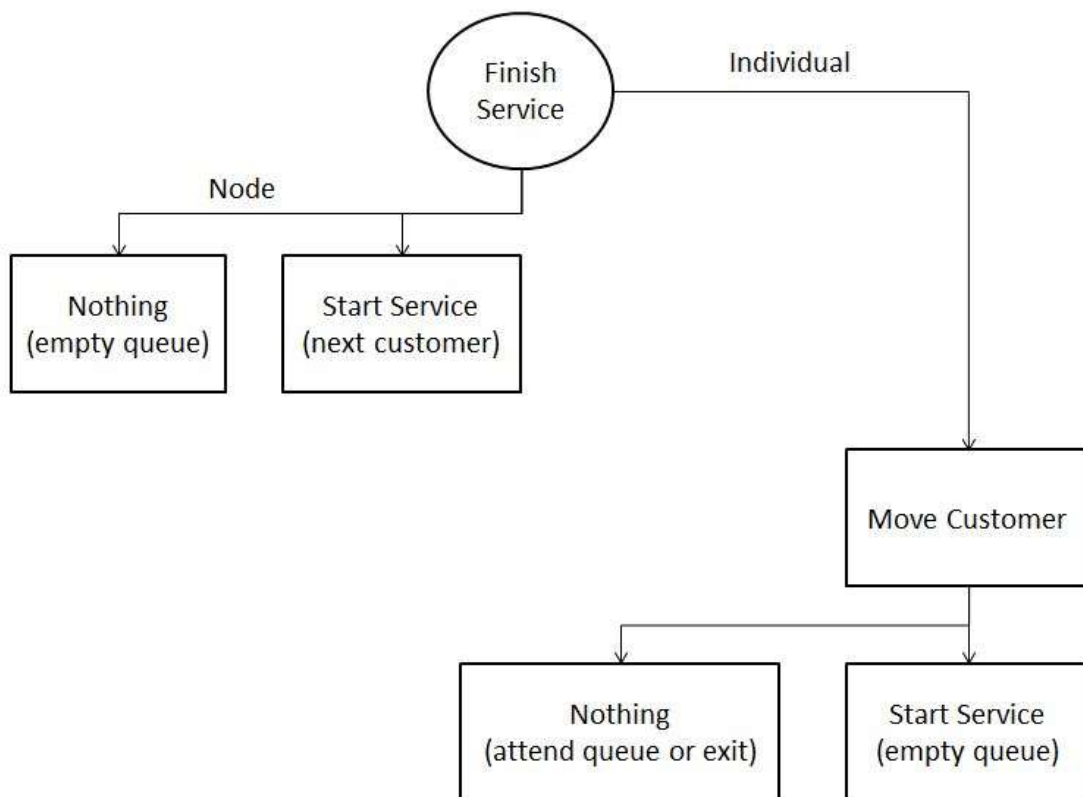 Finish
Service
Individual
Node
Nothing
(empty queue)
Start Service
(next customer)
Move Customer
Nothing
(attend queue or exit)
Start Service
(empty queue)